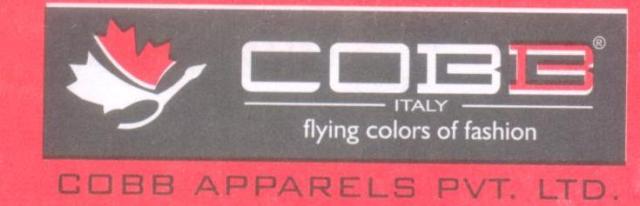 COBB®
ITALY
flying colors of fashion
COBB APPARELS PVT. LTD.